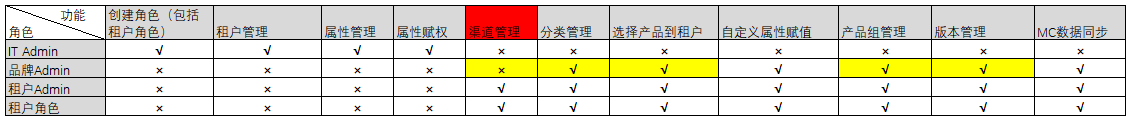 功能
角色
创建角色（包括
租户角色）
租户管理
属性管理
属性赋权
渠道管理
分类管理
选择产品到租户
自定义属性赋值
产品组管理
版本管理
MC数据同步
IT Admin √ √ √ √ × × × × × × ×
品牌Admin × × × × × √ √ √ √ √ √
租户Admin × × × × √ √ √ √ √ √ √
租户角色 × × × × √ √ √ √ √ √ √